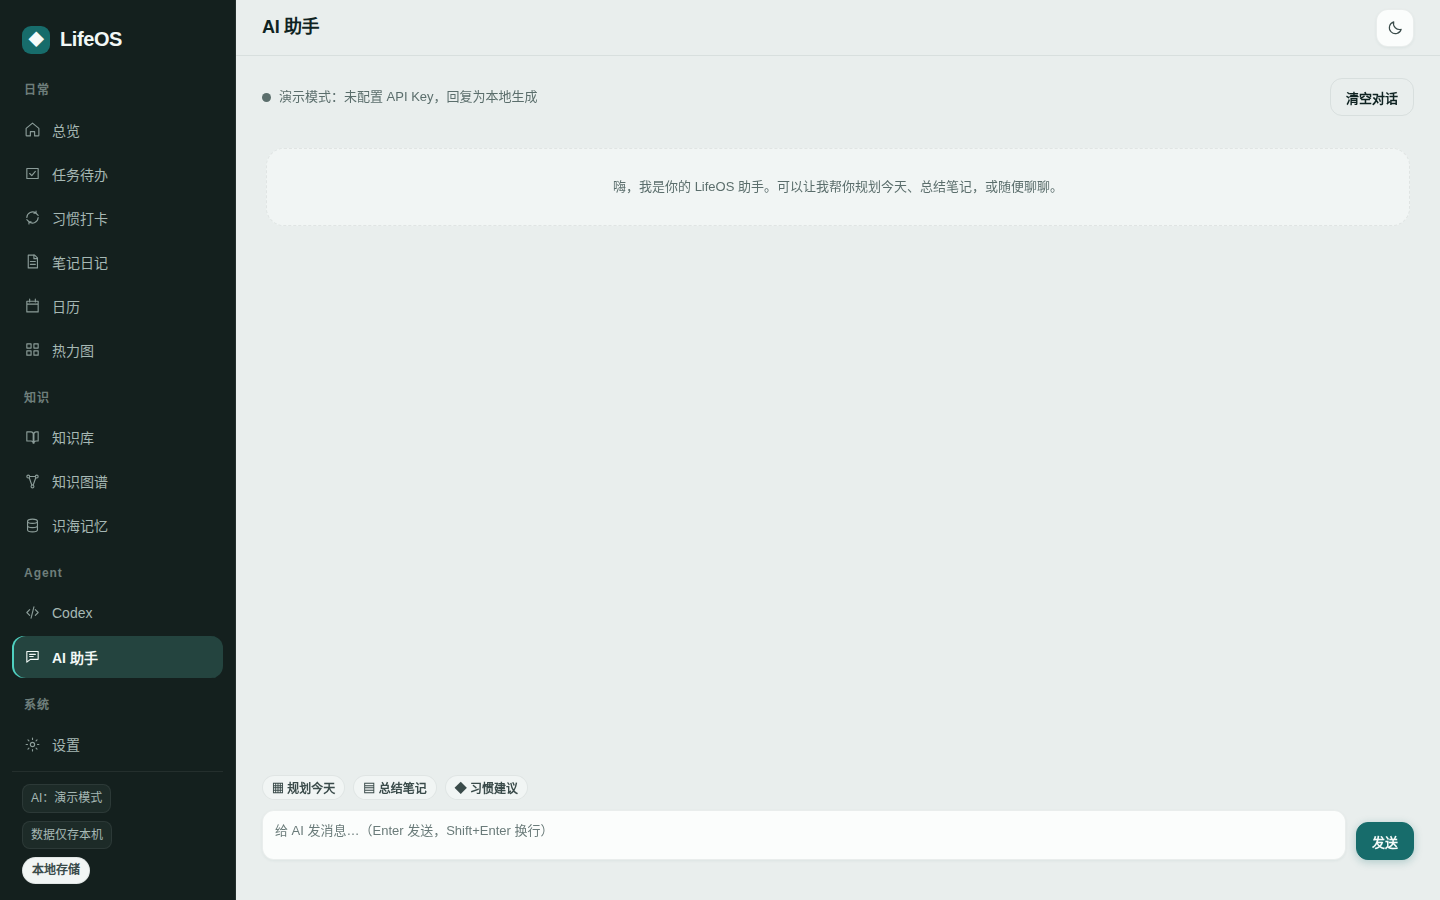 LifeOS
日常
总览
任务待办
习惯打卡
笔记日记
日历
热力图
知识
知识库
知识图谱
识海记忆
Agent
Codex
AI 助手
系统
设置
AI：演示模式
数据仅存本机
本地存储
AI 助手
演示模式：未配置 API Key，回复为本地生成
清空对话
嗨，我是你的 LifeOS 助手。可以让我帮你规划今天、总结笔记，或随便聊聊。
▦ 规划今天
▤ 总结笔记
◆ 习惯建议
给 AI 发消息…（Enter 发送，Shift+Enter 换行）
发送